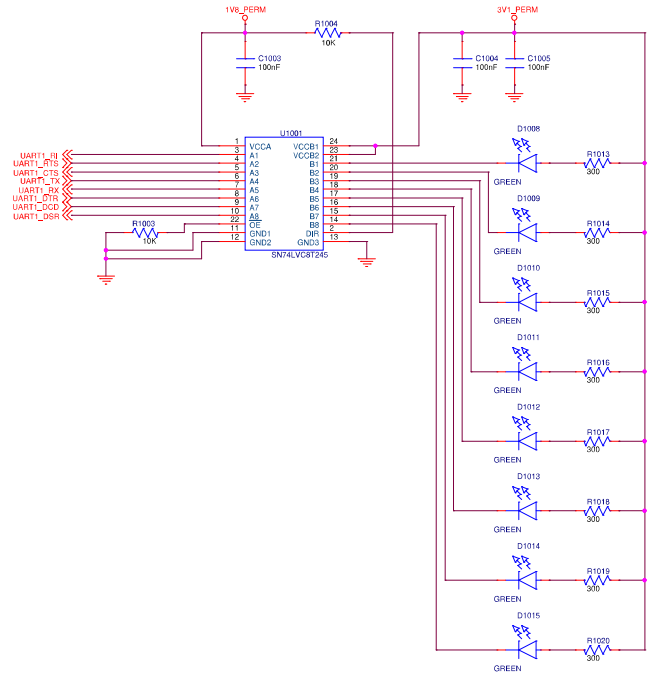 1V8_PERM
3V1_PERM
R1004
10K
C1003
100nF
C1004
100nF
C1005
100nF
U1001
1 VCCA VCCB1 24
3 A1 VCCB2 23
4 A2 B1 21
5 A3 B2 20
6 A4 B3 19
7 A5 B4 18
8 A6 B5 17
9 A7 B6 16
10 A8 B7 15
22 OE B8 14
11 GND1 DIR 2
12 GND2 GND3 13
SN74LVC8T245
UART1_RI
UART1_RTS
UART1_CTS
UART1_TX
UART1_RX
UART1_DTR
UART1_DCD
UART1_DSR
R1003
10K
D1008
R1013
300
GREEN
D1009
R1014
300
GREEN
D1010
R1015
300
GREEN
D1011
R1016
300
GREEN
D1012
R1017
300
GREEN
D1013
R1018
300
GREEN
D1014
R1019
300
GREEN
D1015
R1020
300
GREEN